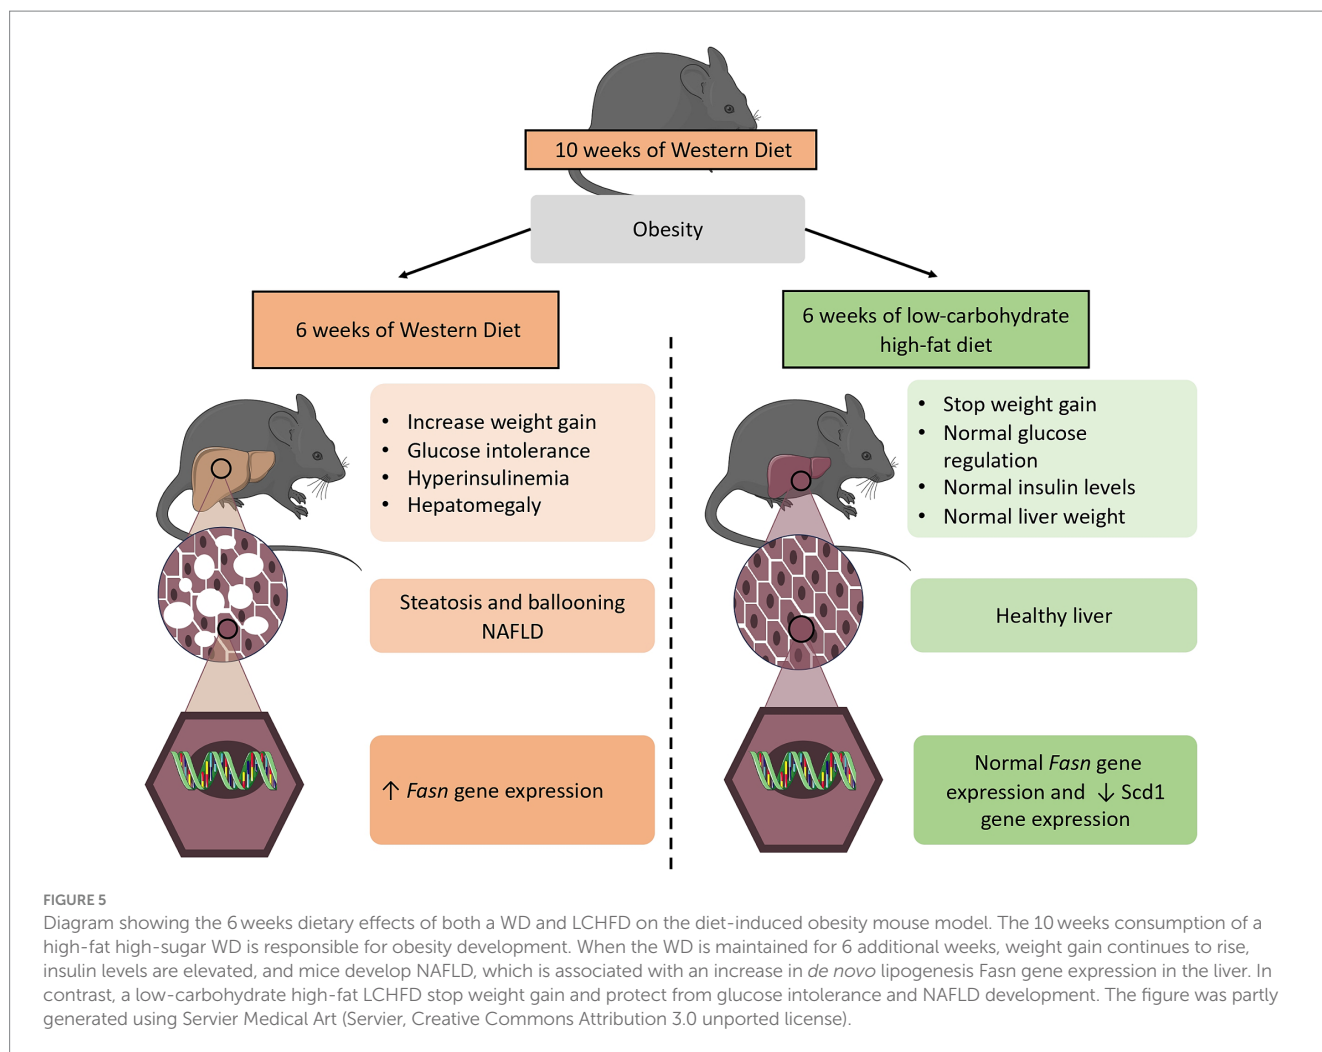 10 weeks of Western Diet
Obesity
6 weeks of Western Diet
6 weeks of low-carbohydrate
high-fat diet
• Increase weight gain
• Glucose intolerance
• Hyperinsulinemia
• Hepatomegaly
• Stop weight gain
• Normal glucose
regulation
• Normal insulin levels
• Normal liver weight
Steatosis and ballooning
NAFLD
Healthy liver
↑ Fasn gene expression
Normal Fasn gene
expression and ↓ Scd1
gene expression
FIGURE 5
Diagram showing the 6 weeks dietary effects of both a WD and LCHFD on the diet-induced obesity mouse model. The 10 weeks consumption of a
high-fat high-sugar WD is responsible for obesity development. When the WD is maintained for 6 additional weeks, weight gain continues to rise,
insulin levels are elevated, and mice develop NAFLD, which is associated with an increase in de novo lipogenesis Fasn gene expression in the liver. In
contrast, a low-carbohydrate high-fat LCHFD stop weight gain and protect from glucose intolerance and NAFLD development. The figure was partly
generated using Servier Medical Art (Servier, Creative Commons Attribution 3.0 unported license).